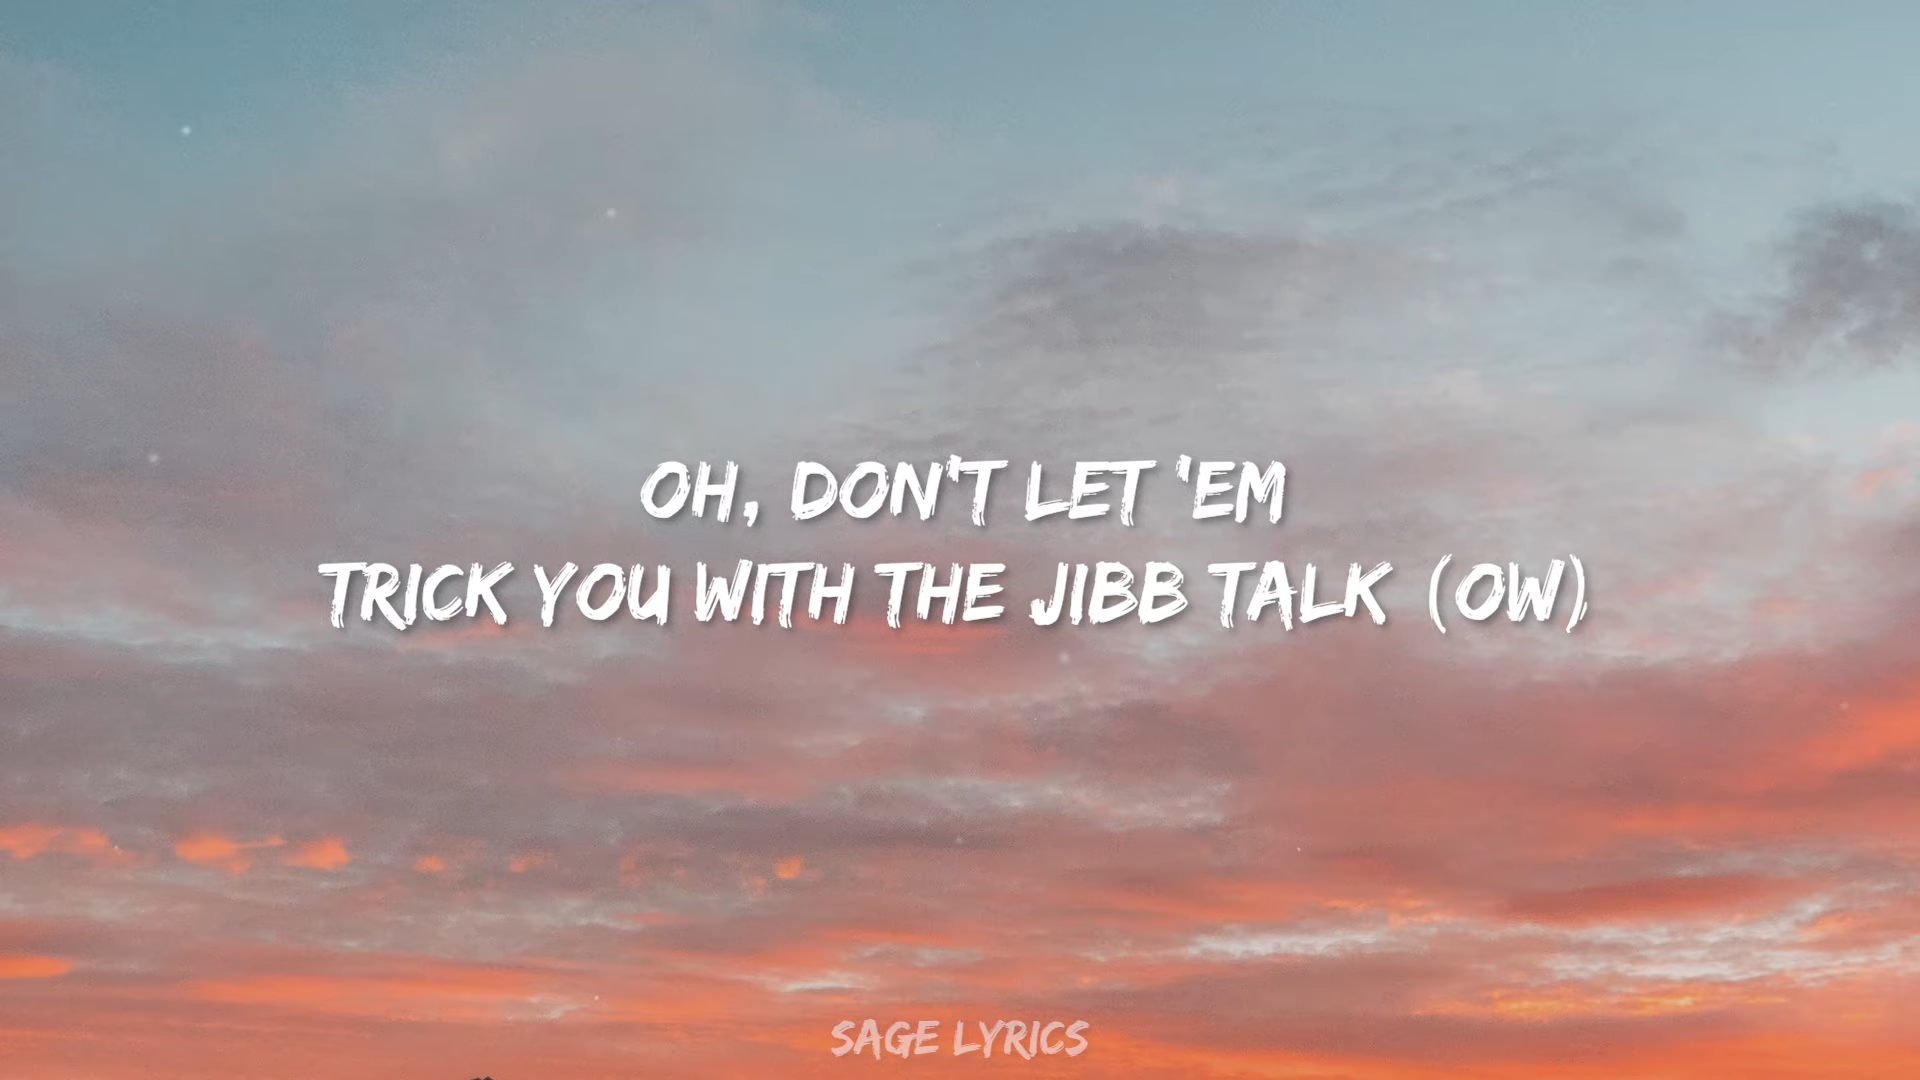 OH, DON'T LET 'EM
TRICK YOU WITH THE JIBB TALK (OW)
SAGE LYRICS